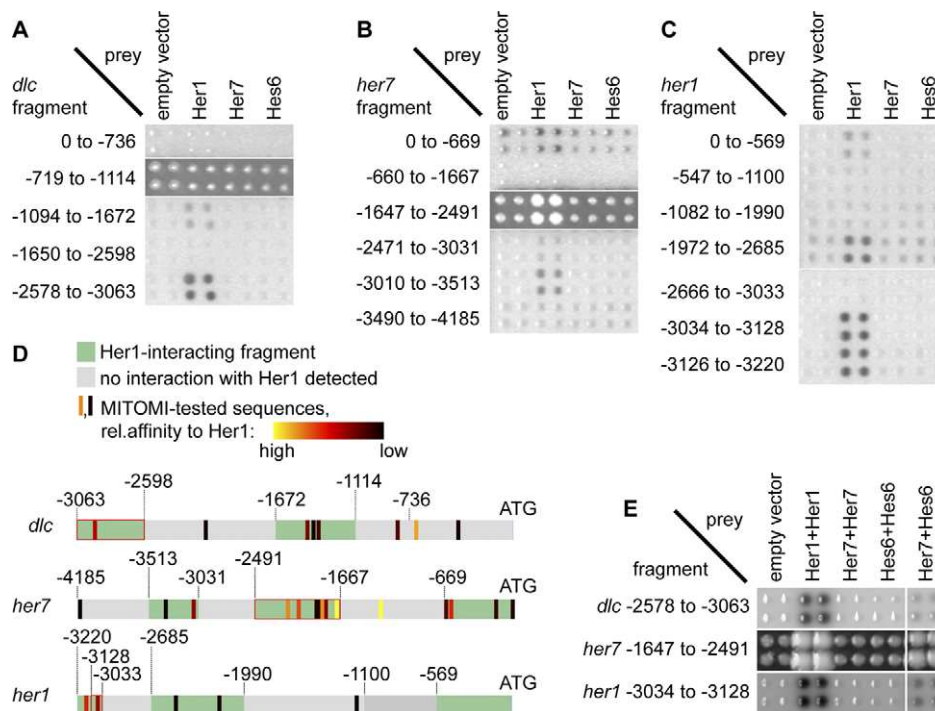 A
prey
dlc
fragment
empty vector
Her1
Her7
Hes6
0 to -736
-719 to -1114
-1094 to -1672
-1650 to -2598
-2578 to -3063
B
prey
her7
fragment
empty vector
Her1
Her7
Hes6
0 to -669
-660 to -1667
-1647 to -2491
-2471 to -3031
-3010 to -3513
-3490 to -4185
C
prey
her1
fragment
empty vector
Her1
Her7
Hes6
0 to -569
-547 to -1100
-1082 to -1990
-1972 to -2685
-2666 to -3033
-3034 to -3128
-3126 to -3220
D
Her1-interacting fragment
no interaction with Her1 detected
, MITOMI-tested sequences,
rel.affinity to Her1:
high low
-3063 -2598 -1672 -1114 -736 ATG
dlc
-4185 -3513 -3031 -2491 -1667 -669 ATG
her7
-3220 -3128 -3033 -2685 -1990 -1100 -569 ATG
her1
E
prey
fragment
empty vector
Her1+Her1
Her7+Her7
Hes6+Hes6
Her7+Hes6
dlc -2578 to -3063
her7 -1647 to -2491
her1 -3034 to -3128